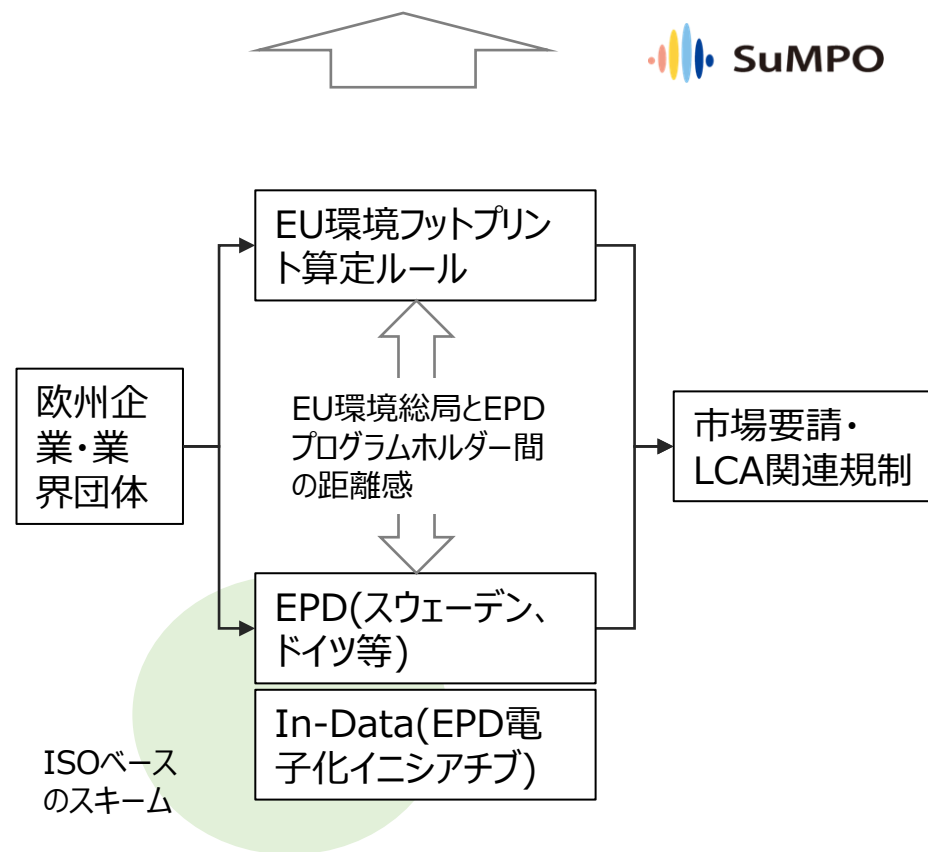 SuMPO
EU環境フットプリン
ト算定ルール
欧州企
業・業
界団体
EU環境総局とEPD
プログラムホルダー間
の距離感
市場要請・
LCA関連規制
EPD(スウェーデン、
ドイツ等)
In-Data(EPD電
子化イニシアチブ)
ISOベース
のスキーム